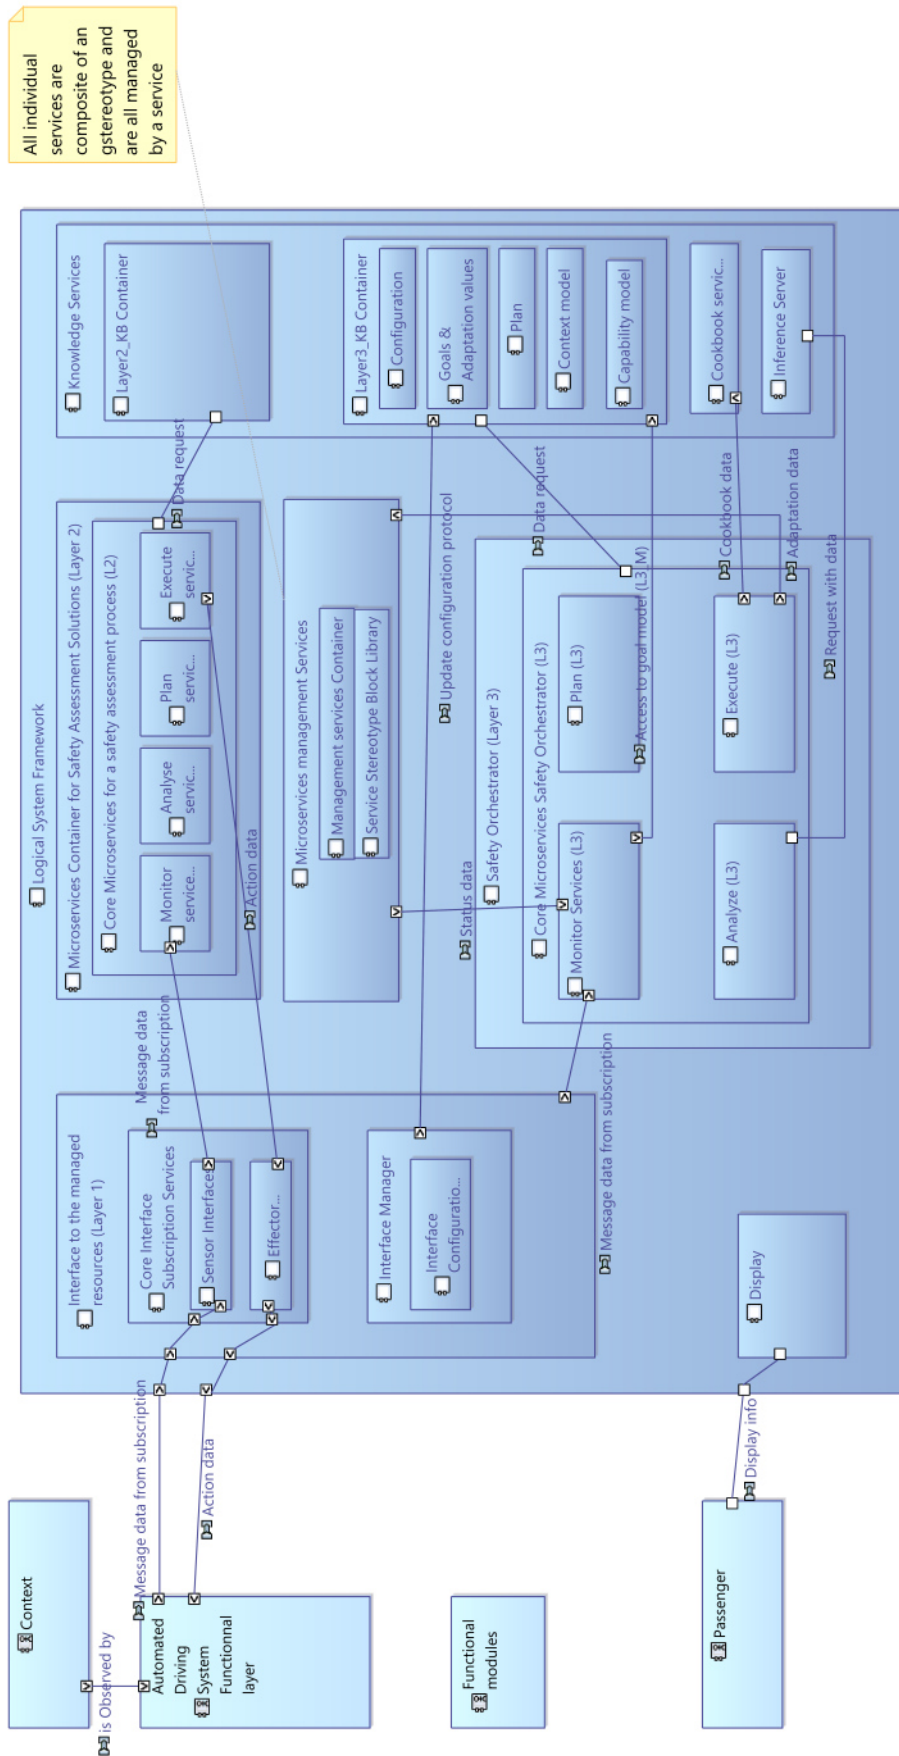 Context
is Observed by
Automated
Driving
System
Functionnal
layer
Functional
modules
Passenger
Message data from subscription
Action data
Display info
Logical System Framework
Interface to the managed
resources (Layer 1)
Core Interface
Subscription Services
Sensor Interfaces
Effector...
Interface Manager
Interface
Configuratio...
Display
Message data
from subscription
Action data
Message data from subscription
Microservices Container for Safety Assessment Solutions (Layer 2)
Core Microservices for a safety assessment process (L2)
Monitor
service...
Analyse
servic...
Plan
servic...
Execute
servic...
Data request
Microservices management Services
Management services Container
Service Stereotype Block Library
Update configuration protocol
Status data
Safety Orchestrator (Layer 3)
Core Microservices Safety Orchestrator (L3)
Monitor Services (L3)
Plan (L3)
Access to goal model (L3_M)
Analyze (L3)
Execute (L3)
Data request
Cookbook data
Adaptation data
Request with data
Knowledge Services
Layer2_KB Container
Layer3_KB Container
Configuration
Goals &
Adaptation values
Plan
Context model
Capability model
Cookbook servic...
Inference Server
All individual
services are
composite of an
gstereotype and
are all managed
by a service